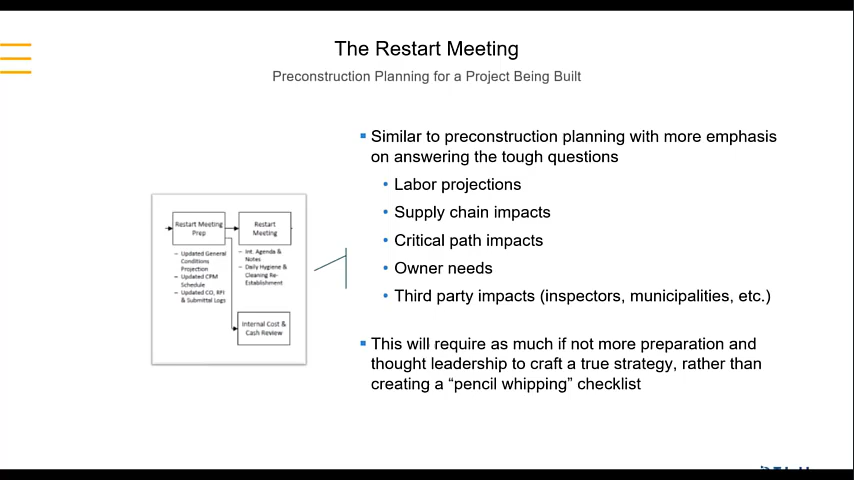 The Restart Meeting
Preconstruction Planning for a Project Being Built
Restart Meeting
Prep
Restart
Meeting
– Updated General
Conditions
Projection
– Updated CPM
Schedule
– Updated CO, RFI
& Submittal Logs
– Int. Agenda &
Notes
– Daily Hygiene &
Cleaning Re-
Establishment
Internal Cost &
Cash Review
▪ Similar to preconstruction planning with more emphasis
on answering the tough questions
• Labor projections
• Supply chain impacts
• Critical path impacts
• Owner needs
• Third party impacts (inspectors, municipalities, etc.)
▪ This will require as much if not more preparation and
thought leadership to craft a true strategy, rather than
creating a “pencil whipping” checklist